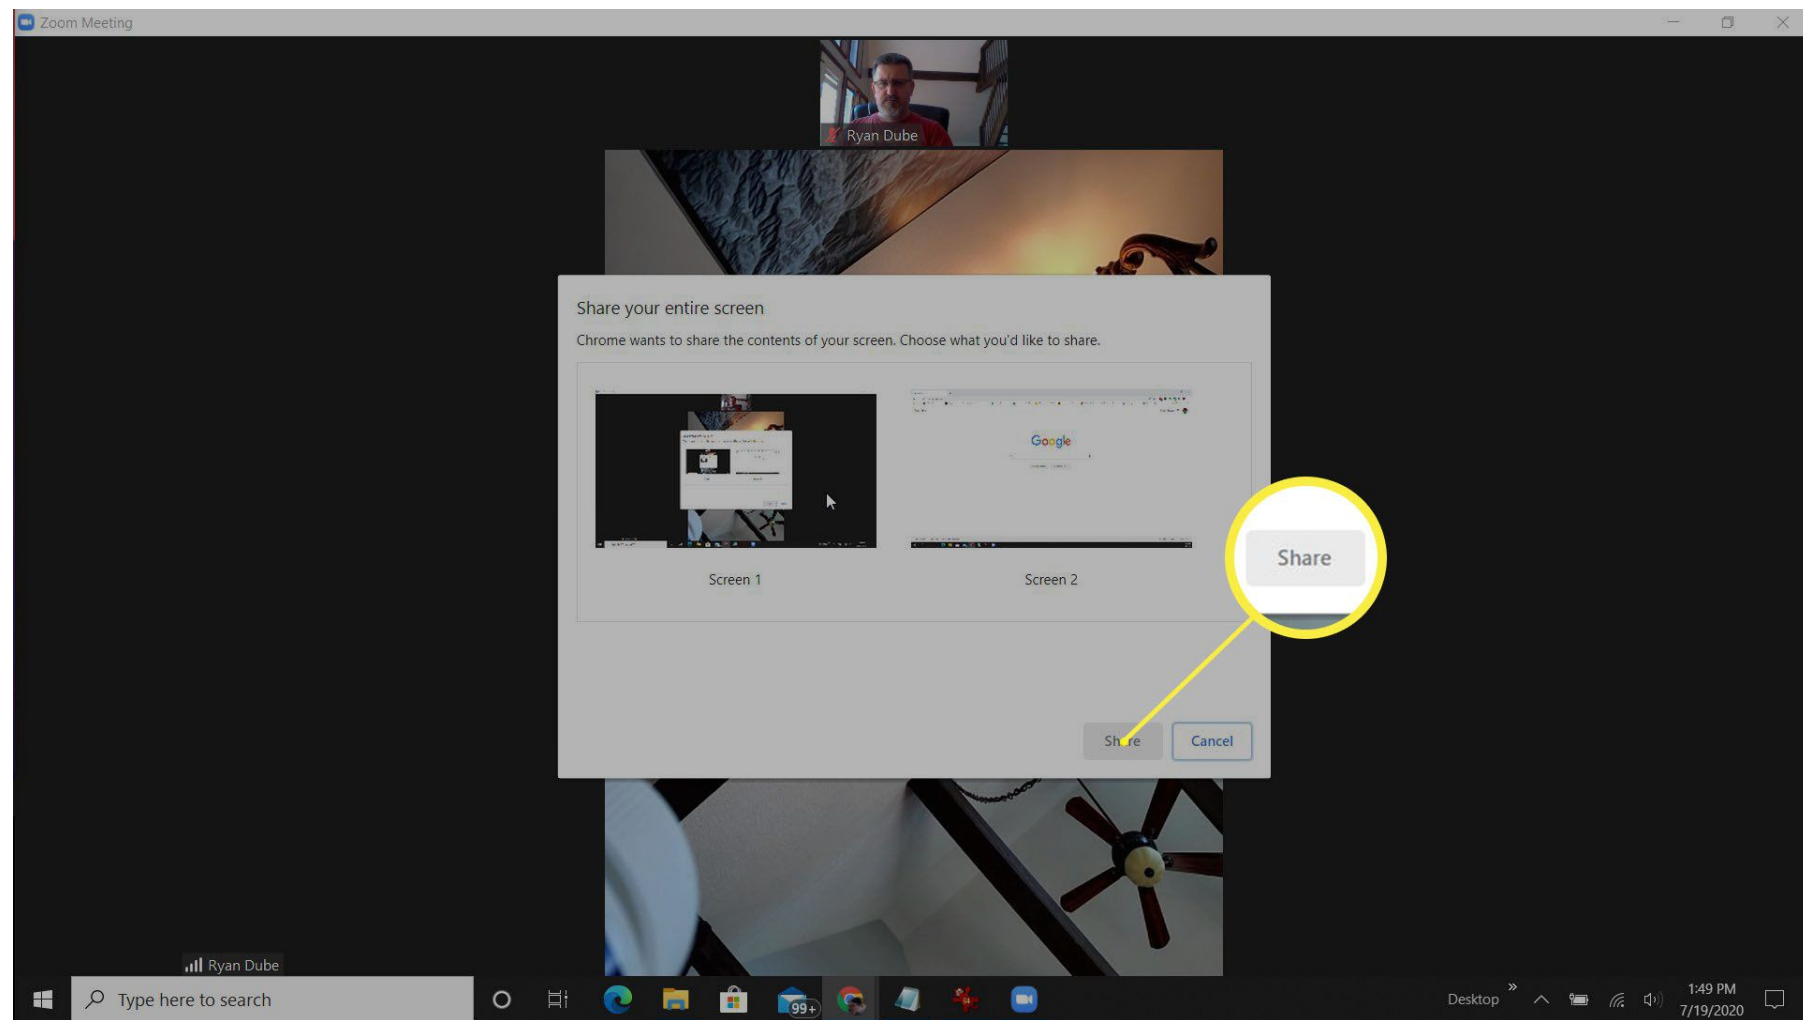 Zoom Meeting
Ryan Dube
Share your entire screen
Chrome wants to share the contents of your screen. Choose what you'd like to share.
Google
Screen 1
Screen 2
Share
Share
Cancel
Ryan Dube
Type here to search
99+
Desktop
1:49 PM
7/19/2020